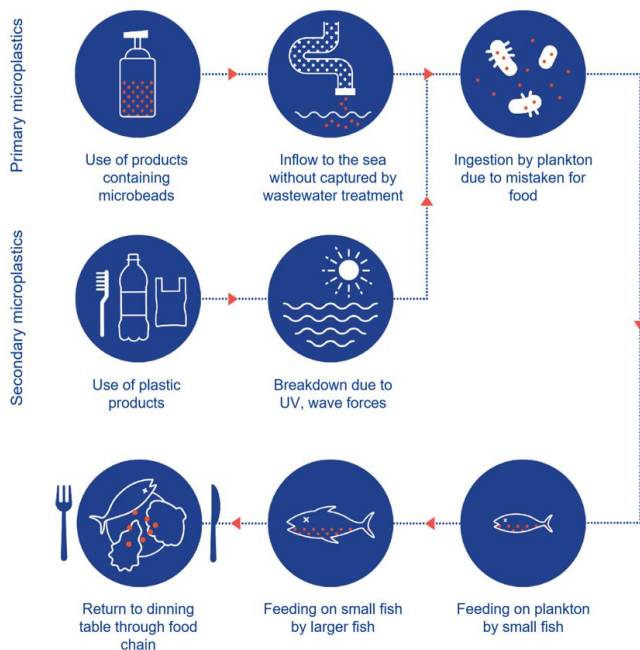 Primary microplastics
Use of products
containing microbeads
Inflow to the sea
without captured by
wastewater treatment
Ingestion by plankton
due to mistaken for
food
Secondary microplastics
Use of plastic
products
Breakdown due to
UV, wave forces
Return to dinning
table through food
chain
Feeding on small fish
by larger fish
Feeding on plankton
by small fish